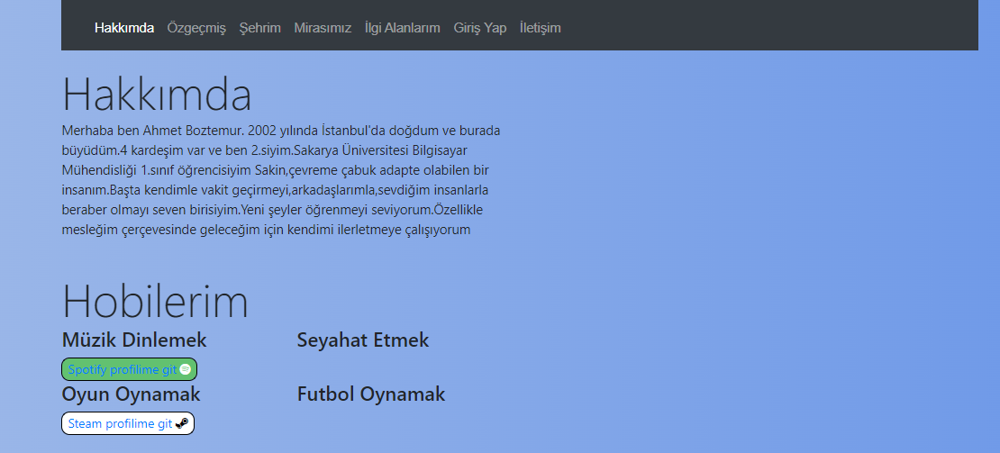 Hakkımda Özgeçmiş Şehrim Mirasımız İlgi Alanlarım Giriş Yap İletişim
Hakkımda
Merhaba ben Ahmet Boztemur. 2002 yılında İstanbul'da doğdum ve burada
büyüdüm.4 kardeşim var ve ben 2.siyim.Sakarya Üniversitesi Bilgisayar
Mühendisliği 1.sınıf öğrencisiyim Sakin,çevreme çabuk adapte olabilen bir
insanım.Başta kendimle vakit geçirmeyi,arkadaşlarımla,sevdiğim insanlarla
beraber olmayı seven birisiyim.Yeni şeyler öğrenmeyi seviyorum.Özellikle
mesleğim çerçevesinde geleceğim için kendimi ilerletmeye çalışıyorum
Hobilerim
Müzik Dinlemek Seyahat Etmek
Spotify profilime git
Oyun Oynamak Futbol Oynamak
Steam profilime git